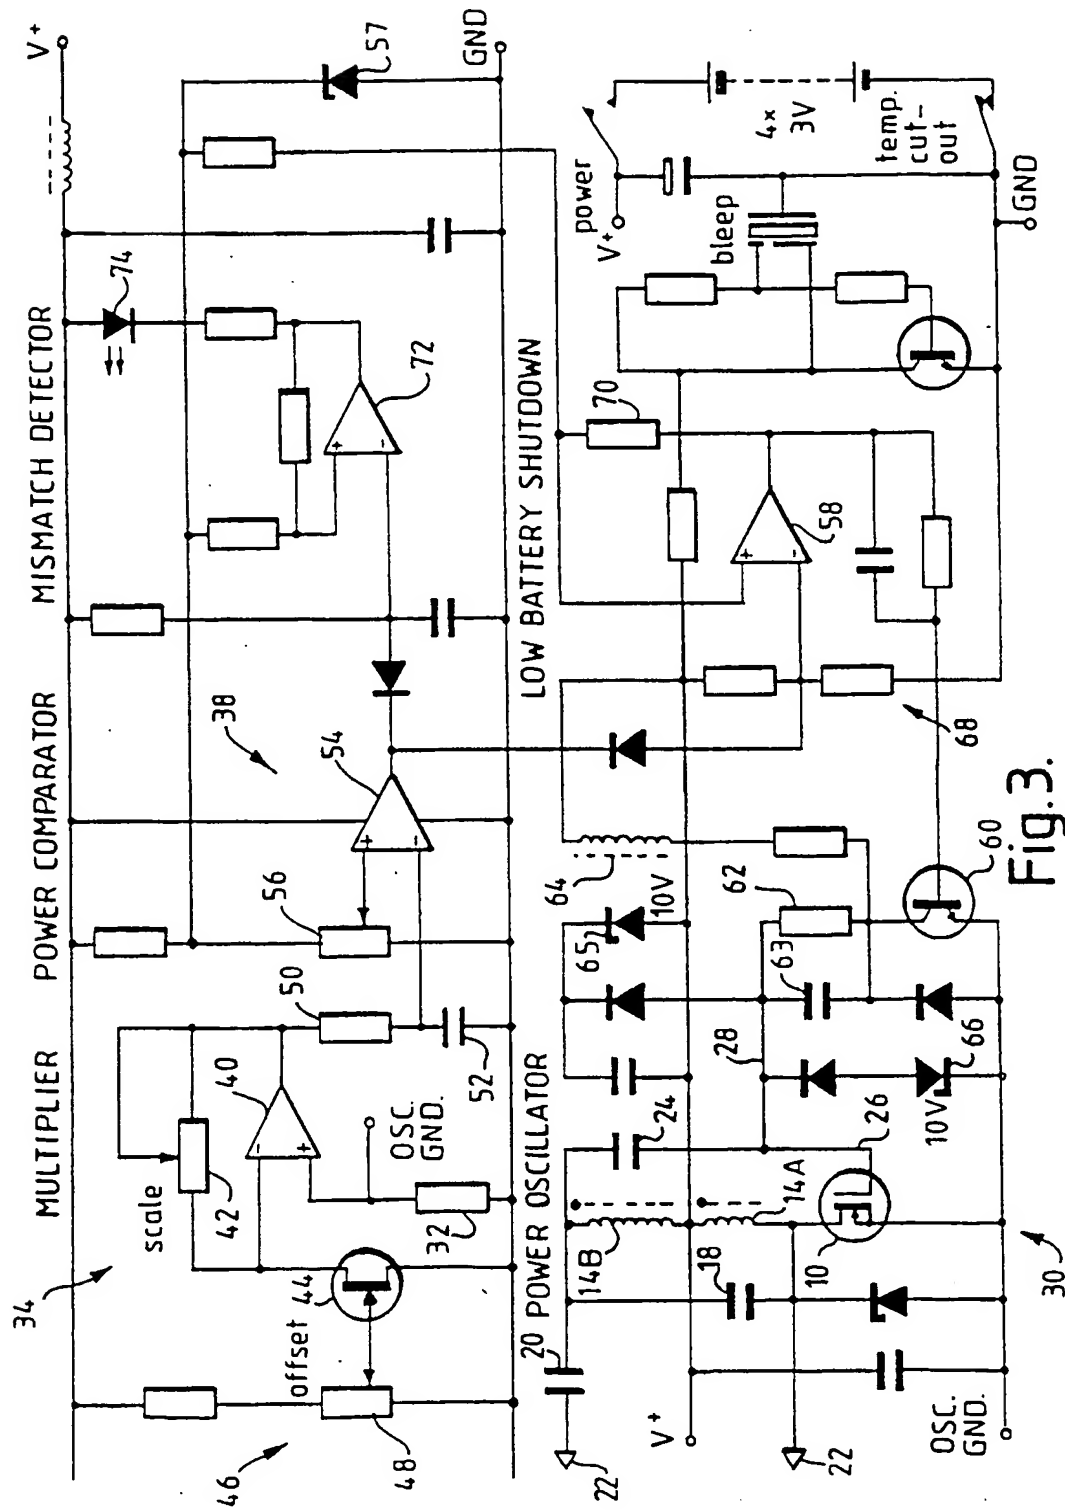 MULTIPLIER
POWER COMPARATOR
MISMATCH DETECTOR
V+
34
38
74
scale
42
40
50
56
54
72
57
44
offset
46
48
32
OSC.
GND.
52
GND
20
POWER OSCILLATOR
LOW BATTERY SHUTDOWN
22
V+
18
14B
14A
24
28
26
65
10V
64
63
62
10V
66
60
10
22
OSC.
GND.
30
68
58
70
bleep
power
V+
4x
3V
temp.
cut-
out
GND
Fig.3.